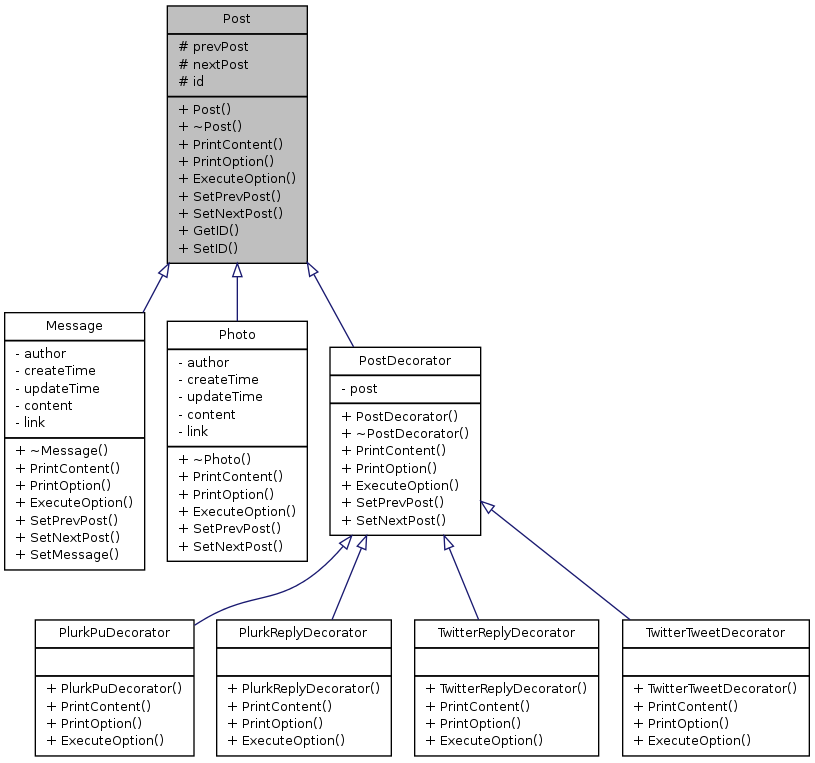 Post
# prevPost
# nextPost
# id
+ Post()
+ ~Post()
+ PrintContent()
+ PrintOption()
+ ExecuteOption()
+ SetPrevPost()
+ SetNextPost()
+ GetID()
+ SetID()
Message
- author
- createTime
- updateTime
- content
- link
+ ~Message()
+ PrintContent()
+ PrintOption()
+ ExecuteOption()
+ SetPrevPost()
+ SetNextPost()
+ SetMessage()
Photo
- author
- createTime
- updateTime
- content
- link
+ ~Photo()
+ PrintContent()
+ PrintOption()
+ ExecuteOption()
+ SetPrevPost()
+ SetNextPost()
PostDecorator
- post
+ PostDecorator()
+ ~PostDecorator()
+ PrintContent()
+ PrintOption()
+ ExecuteOption()
+ SetPrevPost()
+ SetNextPost()
PlurkPuDecorator
+ PlurkPuDecorator()
+ PrintContent()
+ PrintOption()
+ ExecuteOption()
PlurkReplyDecorator
+ PlurkReplyDecorator()
+ PrintContent()
+ PrintOption()
+ ExecuteOption()
TwitterReplyDecorator
+ TwitterReplyDecorator()
+ PrintContent()
+ PrintOption()
+ ExecuteOption()
TwitterTweetDecorator
+ TwitterTweetDecorator()
+ PrintContent()
+ PrintOption()
+ ExecuteOption()